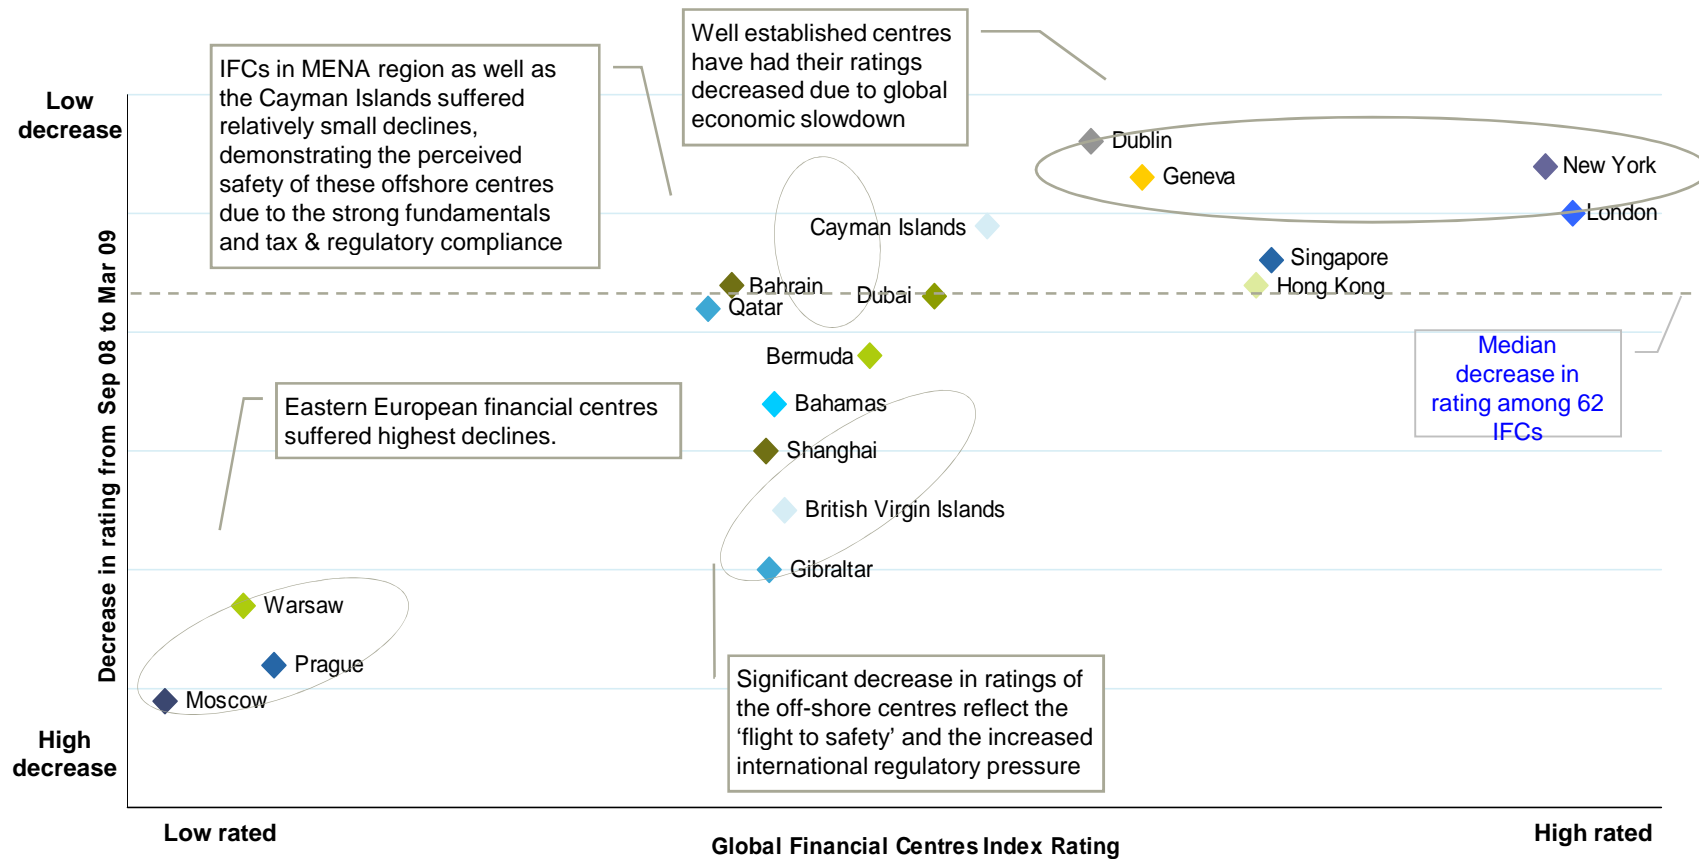 Well established centres
have had their ratings
decreased due to global
economic slowdown
IFCs in MENA region as well as
the Cayman Islands suffered
relatively small declines,
demonstrating the perceived
safety of these offshore centres
due to the strong fundamentals
and tax & regulatory compliance
Low
decrease
Dublin
New York
Geneva
London
Cayman Islands
Singapore
Bahrain
Hong Kong
Dubai
Qatar
Median
decrease in
rating among 62
IFCs
Bermuda
Eastern European financial centres
suffered highest declines.
Bahamas
Shanghai
British Virgin Islands
Gibraltar
Decrease in rating from Sep 08 to Mar 09
Warsaw
Prague
Moscow
Significant decrease in ratings of
the off-shore centres reflect the
‘flight to safety’ and the increased
international regulatory pressure
High
decrease
Low rated
Global Financial Centres Index Rating
High rated